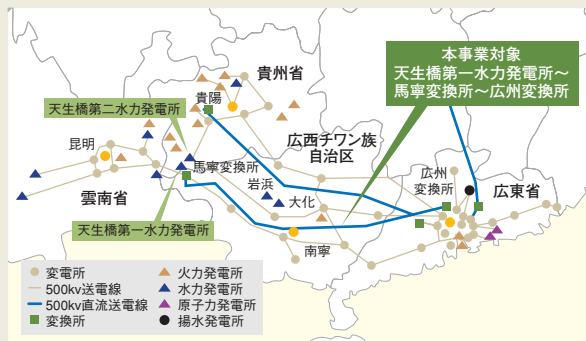 本事業対象
天生橋第一水力発電所~
馬寧変換所~広州変換所
貴州省
貴陽
天生橋第二水力発電所
昆明
広西チワン族
自治区
馬寧変換所
岩浜
大化
広州
変換所
広東省
雲南省
天生橋第一水力発電所
南寧
変電所
500kv送電線
500kv直流送電線
変換所
火力発電所
水力発電所
原子力発電所
揚水発電所